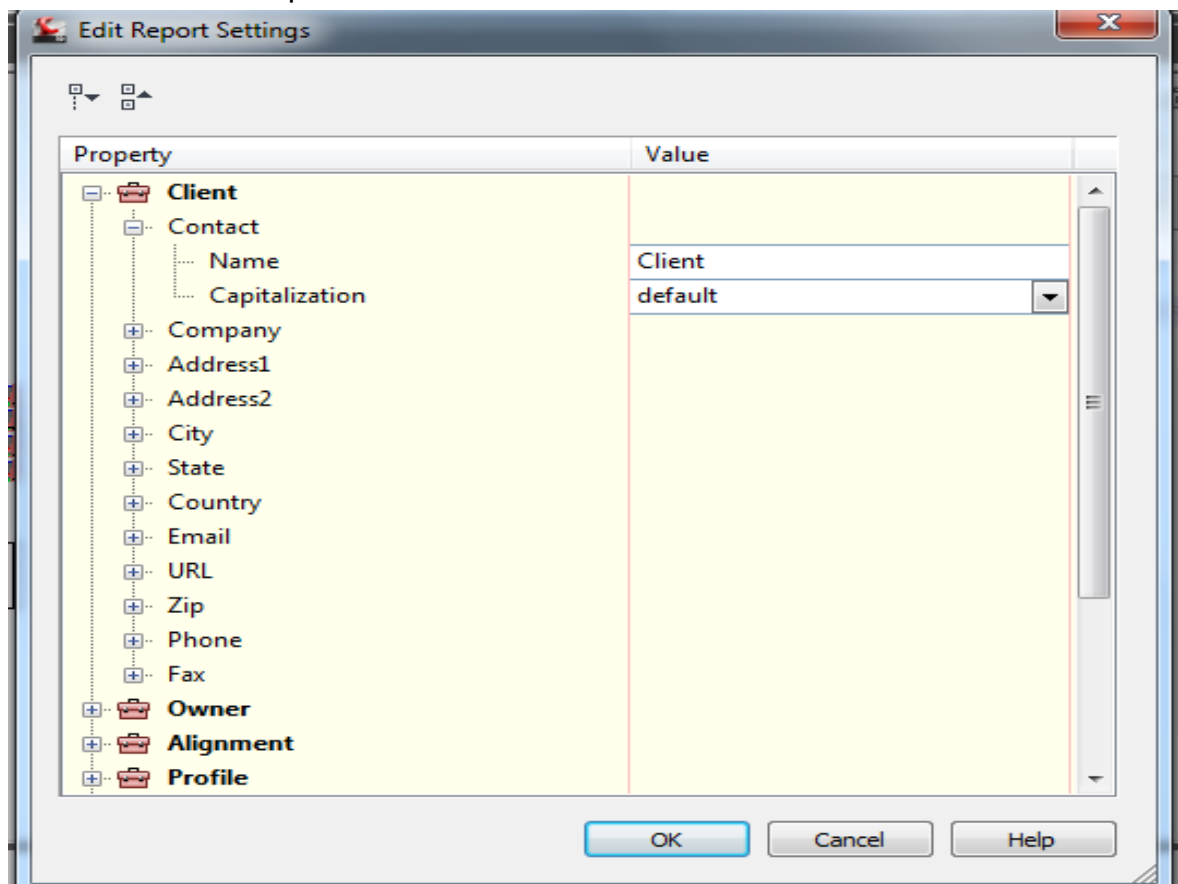 Edit Report Settings
Property Value
Client
Contact
Name Client
Capitalization default
Company
Address1
Address2
City
State
Country
Email
URL
Zip
Phone
Fax
Owner
Alignment
Profile
OK Cancel Help